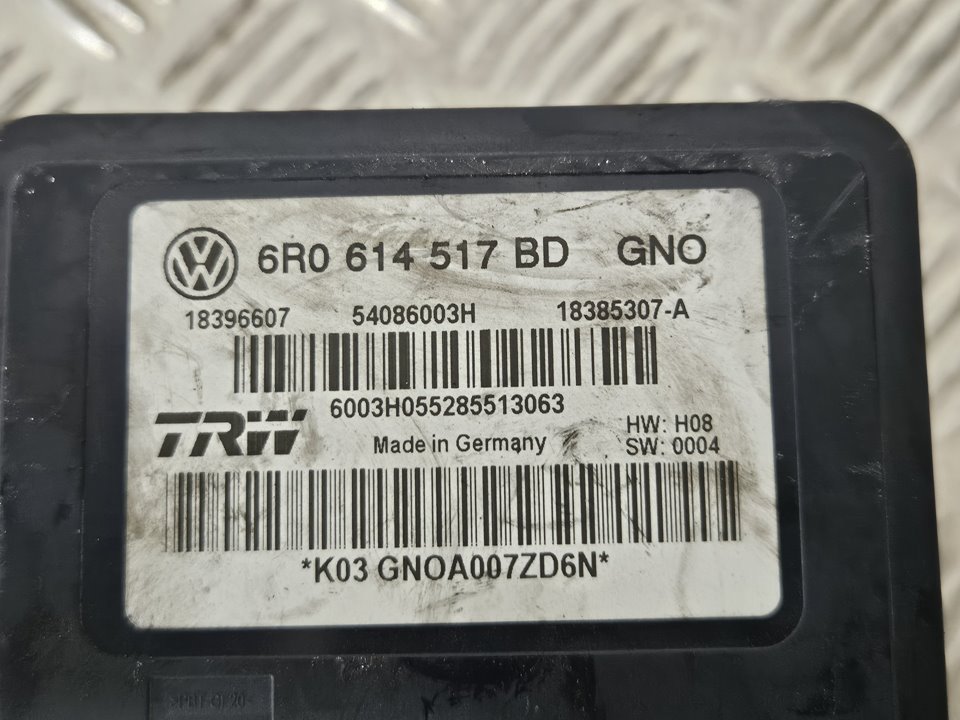 6R0 614 517 BD GNO
18396607 54086003H 18385307-A
6003H055285513063
TRW Made in Germany HW: H08
SW: 0004
*K03 GNOA007ZD6N*